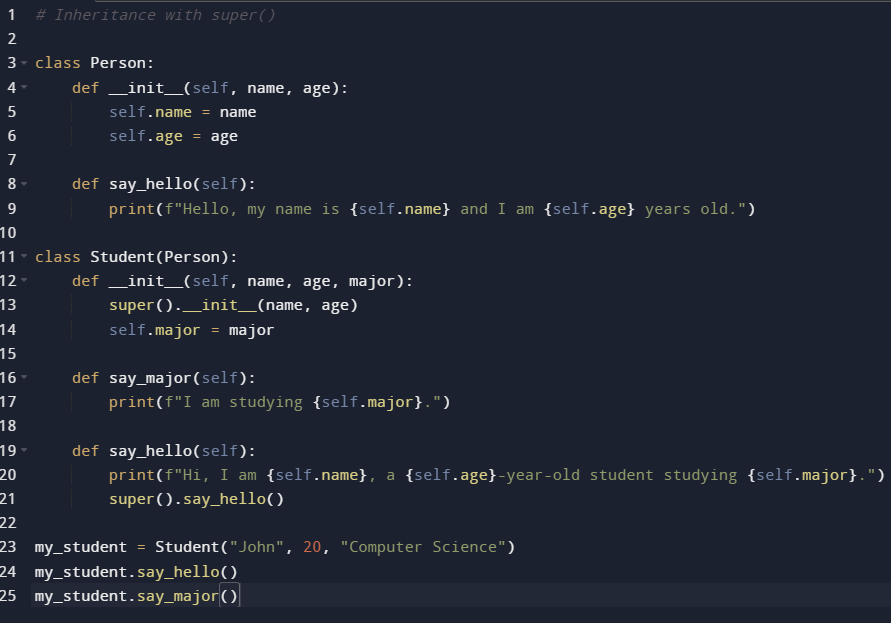 1 # Inheritance with super()
2
3 class Person:
4     def __init__(self, name, age):
5         self.name = name
6         self.age = age
7
8     def say_hello(self):
9         print(f"Hello, my name is {self.name} and I am {self.age} years old.")
10
11 class Student(Person):
12     def __init__(self, name, age, major):
13         super().__init__(name, age)
14         self.major = major
15
16     def say_major(self):
17         print(f"I am studying {self.major}.")
18
19     def say_hello(self):
20         print(f"Hi, I am {self.name}, a {self.age}-year-old student studying {self.major}.")
21         super().say_hello()
22
23 my_student = Student("John", 20, "Computer Science")
24 my_student.say_hello()
25 my_student.say_major()